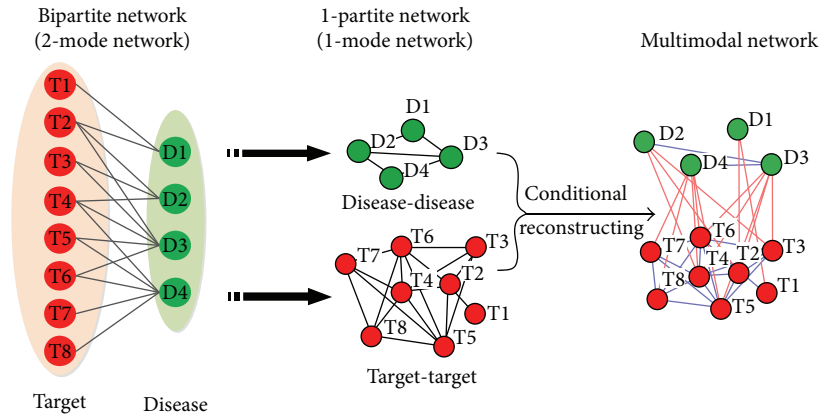 Bipartite network
(2-mode network)
T1
T2
T3
T4
T5
T6
T7
T8
D1
D2
D3
D4
Target
Disease
1-partite network
(1-mode network)
D1
D2
D3
D4
Disease-disease
T6
T3
T7
T4
T2
T1
T8
T5
Target-target
Conditional
reconstructing
Multimodal network
D1
D2
D4
D3
T6
T7
T3
T4
T2
T8
T1
T5